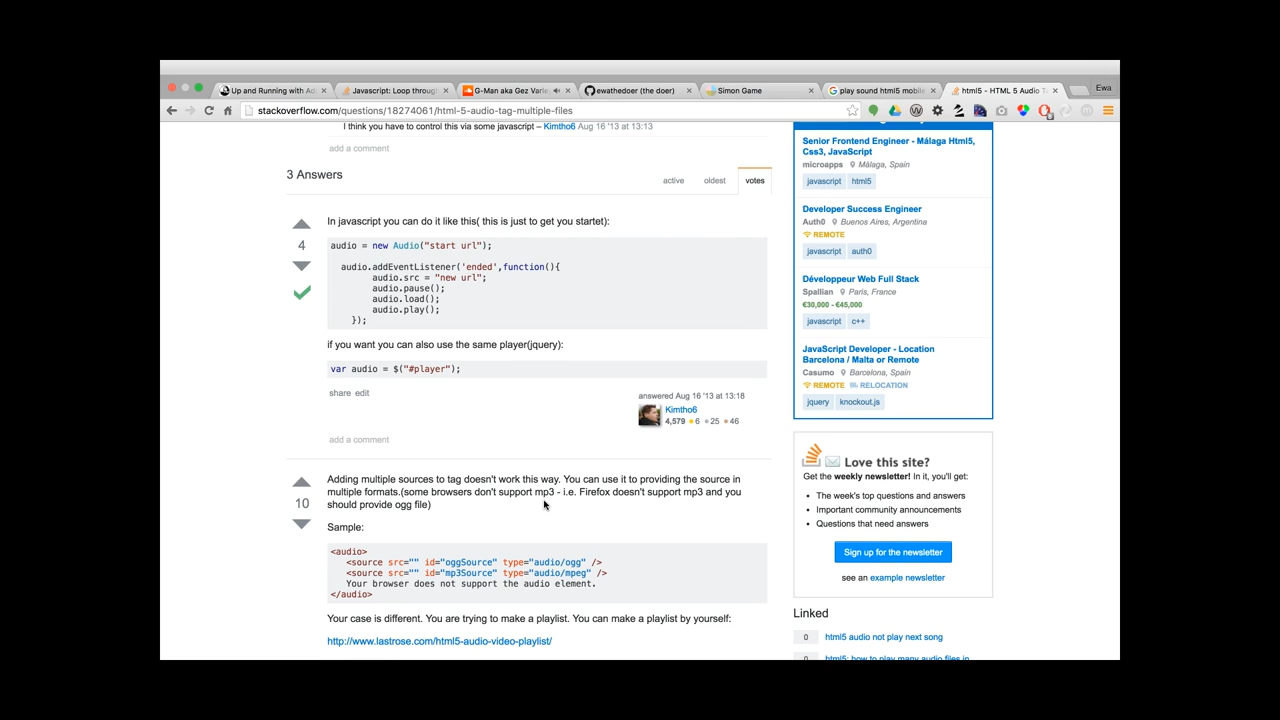 Up and Running with Ad
Javascript: Loop through
G-Man aka Gez Varle
ewathedoer (the doer)
Simon Game
play sound html5 mobile
html5 - HTML 5 Audio T
Ewa
stackoverflow.com/questions/18274061/html-5-audio-tag-multiple-files
I think you have to control this via some javascript – Kimtho6 Aug 16 '13 at 13:13
add a comment
3 Answers
active oldest votes
4
In javascript you can do it like this( this is just to get you startet):
audio = new Audio("start url");
audio.addEventListener('ended',function(){
audio.src = "new url";
audio.pause();
audio.load();
audio.play();
});
if you want you can also use the same player(jquery):
var audio = $("#player");
share edit
answered Aug 16 '13 at 13:18
Kimtho6
4,579 6 25 46
add a comment
10
Adding multiple sources to tag doesn't work this way. You can use it to providing the source in
multiple formats.(some browsers don't support mp3 - i.e. Firefox doesn't support mp3 and you
should provide ogg file)
Sample:
<audio>
<source src="" id="oggSource" type="audio/ogg" />
<source src="" id="mp3Source" type="audio/mpeg" />
Your browser does not support the audio element.
</audio>
Your case is different. You are trying to make a playlist. You can make a playlist by yourself:
http://www.lastrose.com/html5-audio-video-playlist/
Senior Frontend Engineer - Málaga Html5,
Css3, JavaScript
microapps Málaga, Spain
javascript html5
Developer Success Engineer
Auth0 Buenos Aires, Argentina
REMOTE
javascript auth0
Développeur Web Full Stack
Spallian Paris, France
€30,000 - €45,000
javascript c++
JavaScript Developer - Location
Barcelona / Malta or Remote
Casumo Barcelona, Spain
REMOTE RELOCATION
jquery knockout.js
Love this site?
Get the weekly newsletter! In it, you'll get:
• The week's top questions and answers
• Important community announcements
• Questions that need answers
Sign up for the newsletter
see an example newsletter
Linked
0 html5 audio not play next song
0 html5: how to play many audio files in